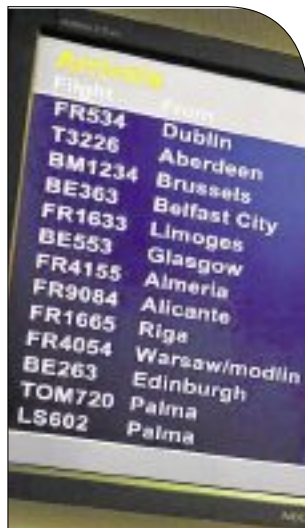 Arrivals
Flight From
FR534 Dublin
T3226 Aberdeen
BM1234 Brussels
BE363 Belfast City
FR1633 Limoges
BE553 Glasgow
FR4155 Almeria
FR9084 Alicante
FR1665 Riga
FR4054 Warsaw/modlin
BE263 Edinburgh
TOM720 Palma
LS602 Palma